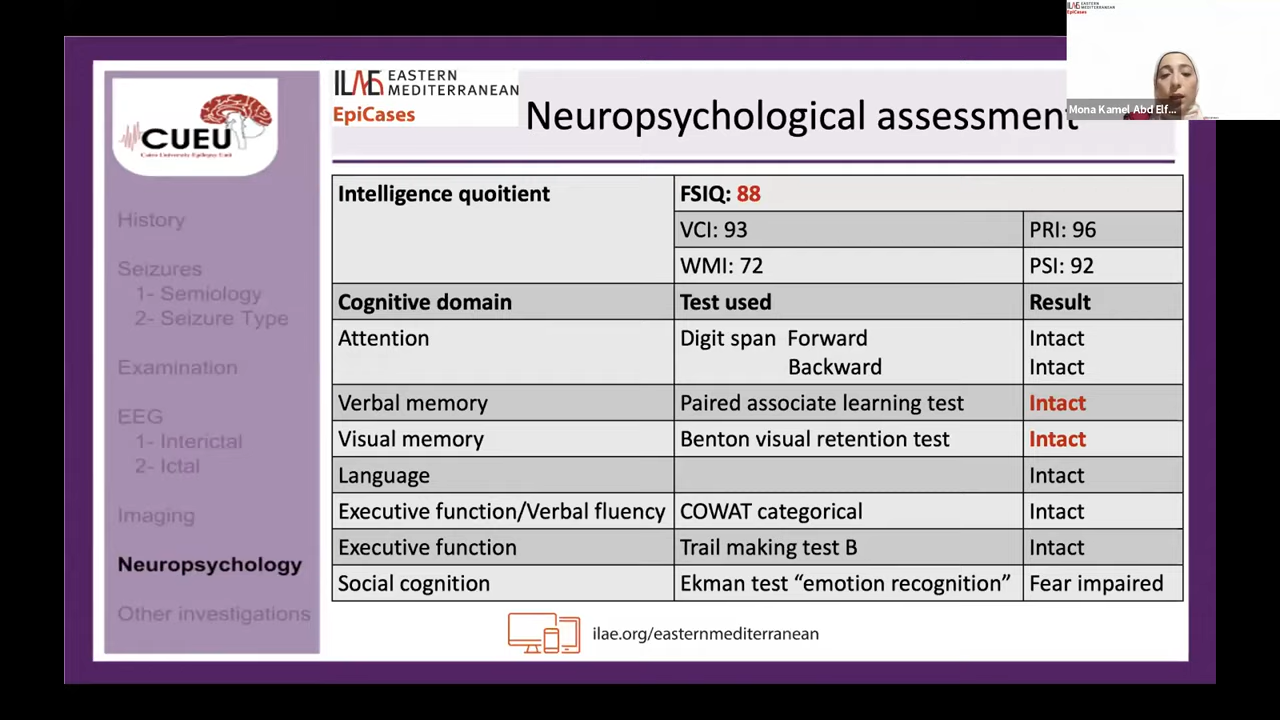 ILAE EASTERN
MEDITERRANEAN
EpiCases
Mona Kamel Abd Elf...
CUEU
Cairo University Epilepsy Unit
ILAE EASTERN
MEDITERRANEAN
EpiCases
Neuropsychological assessment
History
Seizures
1- Semiology
2- Seizure Type
Examination
EEG
1- Interictal
2- Ictal
Imaging
Neuropsychology
Other investigations
Intelligence quoitient FSIQ: 88
VCI: 93 PRI: 96
WMI: 72 PSI: 92
Cognitive domain Test used Result
Attention Digit span Forward Intact
Backward Intact
Verbal memory Paired associate learning test Intact
Visual memory Benton visual retention test Intact
Language Intact
Executive function/Verbal fluency COWAT categorical Intact
Executive function Trail making test B Intact
Social cognition Ekman test “emotion recognition” Fear impaired
ilae.org/easternmediterranean